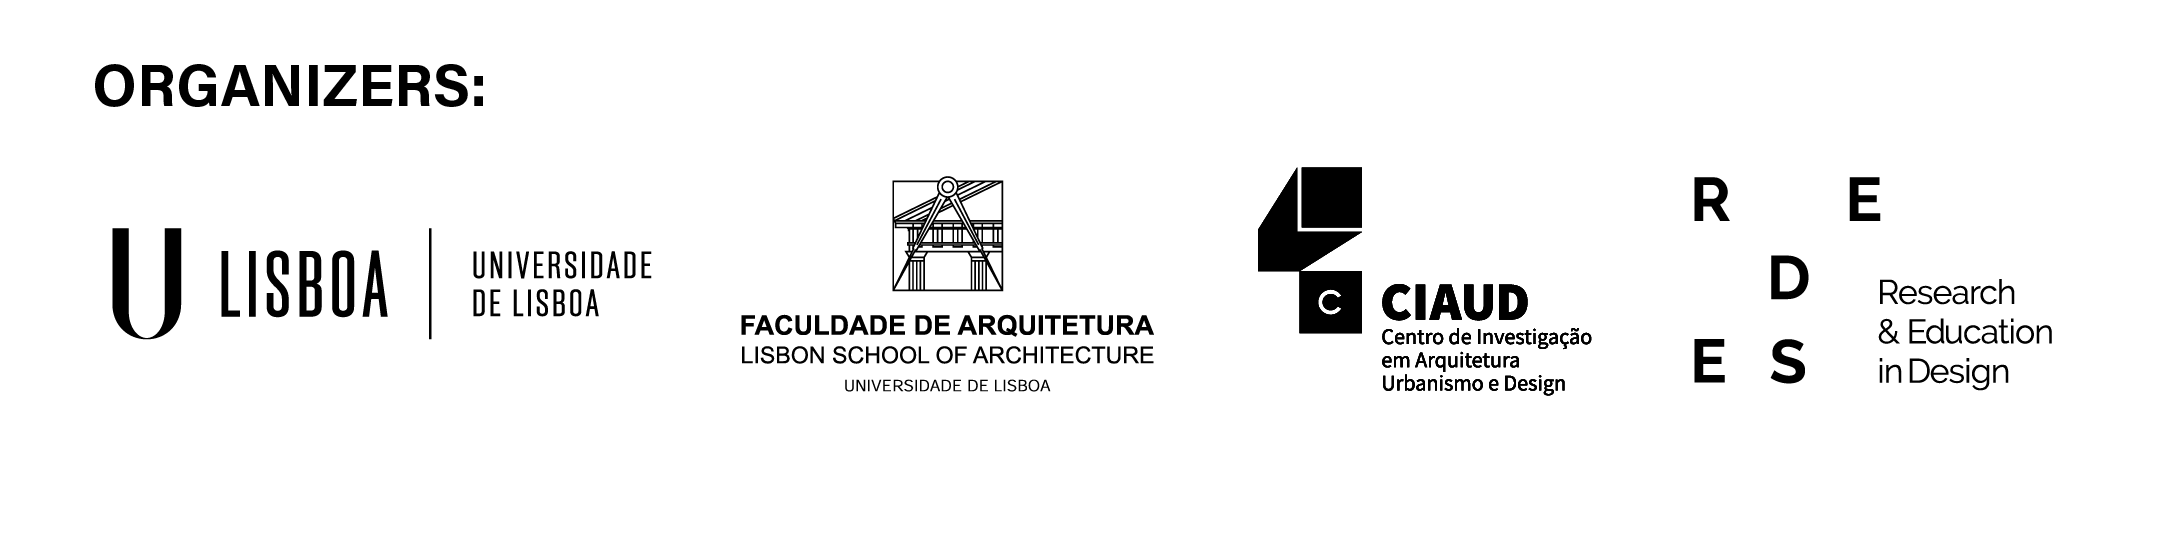 ORGANIZERS:
U LISBOA
UNIVERSIDADE
DE LISBOA
FACULDADE DE ARQUITETURA
LISBON SCHOOL OF ARCHITECTURE
UNIVERSIDADE DE LISBOA
C
CIAUD
Centro de Investigação
em Arquitetura
Urbanismo e Design
R E
D
E S
Research
& Education
in Design